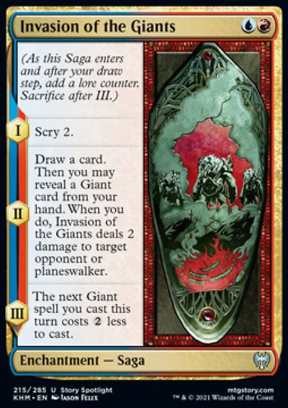 Invasion of the Giants
(As this Saga enters
and after your draw
step, add a lore counter.
Sacrifice after III.)
I
Scry 2.
II
Draw a card.
Then you may
reveal a Giant
card from your
hand. When you
do, Invasion of
the Giants deals 2
damage to target
opponent or
planeswalker.
III
The next Giant
spell you cast this
turn costs 2 less
to cast.
Enchantment — Saga
215/285 U Story Spotlight
KHM • EN Jason Felix
mtgstory.com
™ & © 2021 Wizards of the Coast